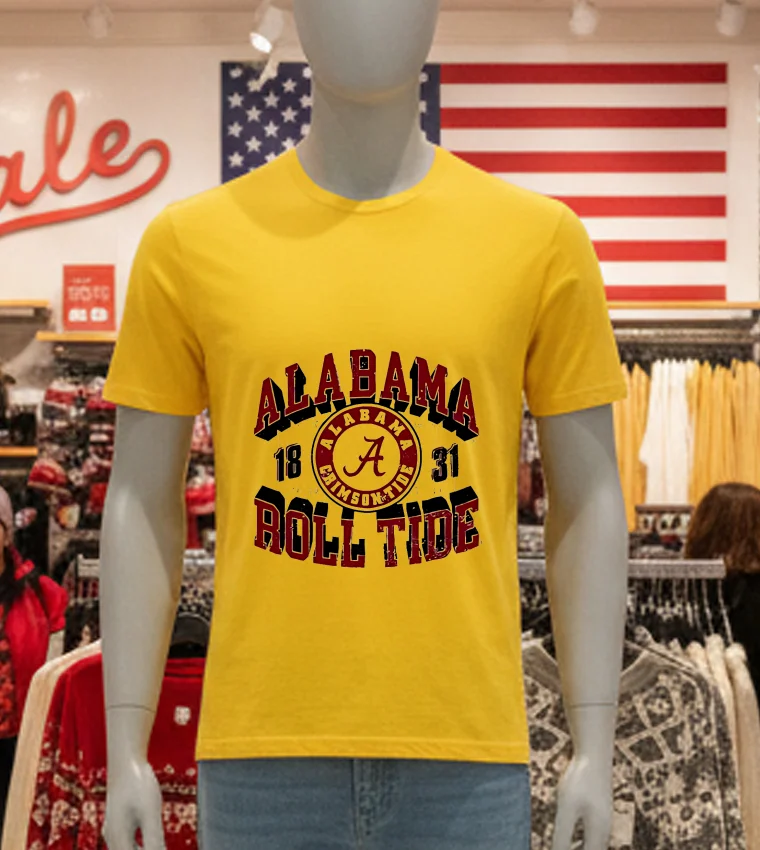 ale
ALABAMA
ALABAMA
18 A 31
CRIMSON TIDE
ROLL TIDE